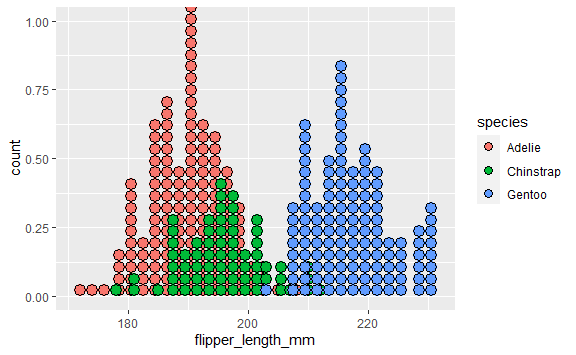 1.00
0.75
0.50
0.25
0.00
count
180
200
220
flipper_length_mm
species
Adelie
Chinstrap
Gentoo